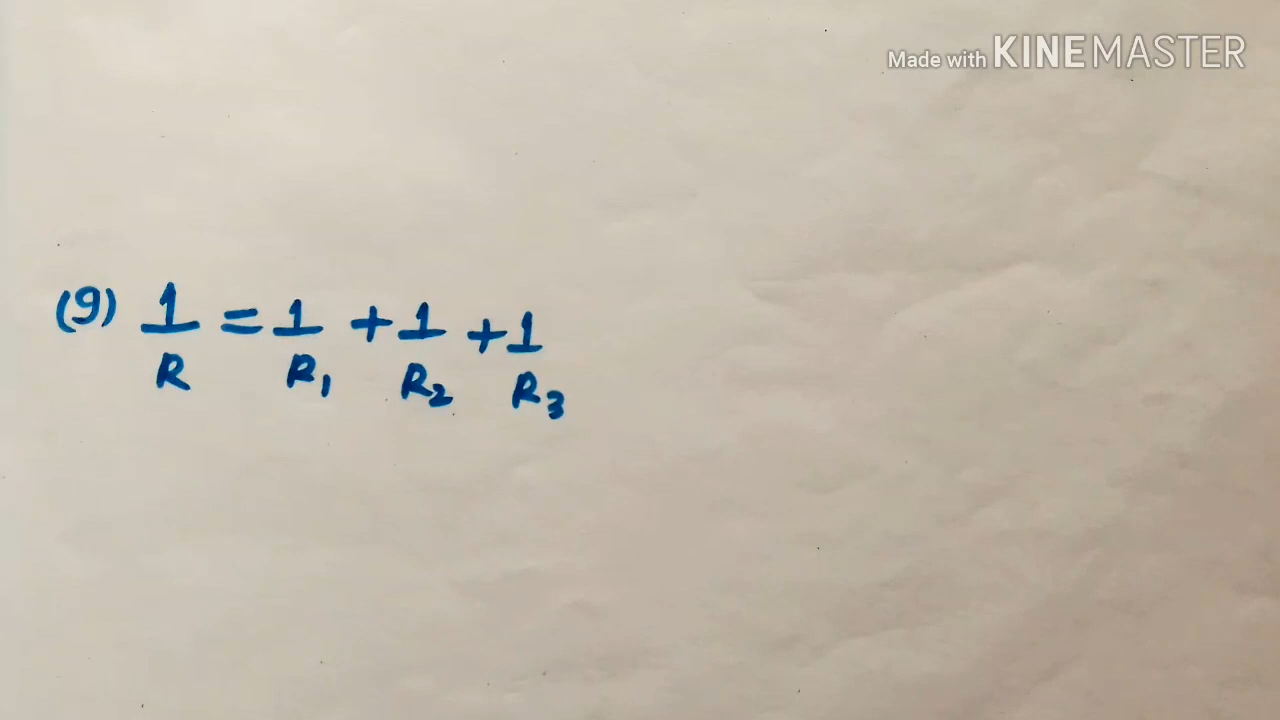 Made with KINEMASTER
(9) 1/R = 1/R₁ + 1/R₂ + 1/R₃